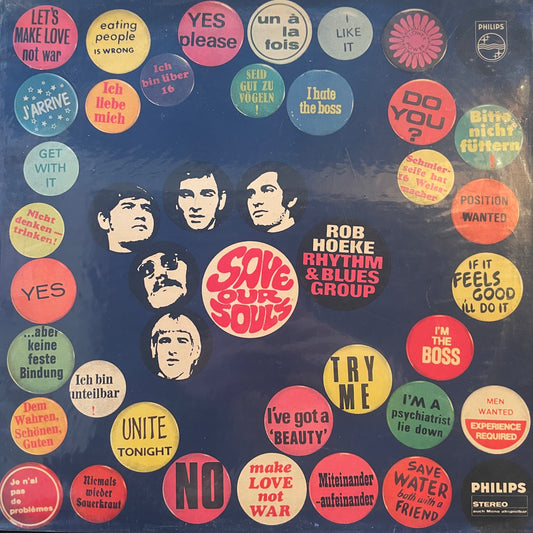 LET'S
MAKE LOVE
not war
eating
people
IS WRONG
YES
please
un à la
fois
I
LIKE
IT
PHILIPS
Ich
bin über
16
J'ARRIVE
Ich
liebe
mich
SEID
GUT ZU
VÖGELN
!
I hate
the boss
DO
YOU?
Bitte
nicht
füttern
!
GET
WITH
IT
Schmier-
seife hat
16 Weiss-
macher
POSITION
WANTED
Nicht
denken-
trinken!
SAVE
OUR
SOULS
ROB
HOEKE
RHYTHM
& BLUES
GROUP
YES
IF IT
FEELS
GOOD
i'LL DO IT
...aber
keine
feste
Bindung
I'M THE
BOSS
Ich bin
unteilbar
!
TRY
ME
Dem
Wahren,
Schönen,
Guten
UNITE
TONIGHT
I've got a
'BEAUTY'
I'M A
psychiatrist
lie down
MEN
WANTED
EXPERIENCE
REQUIRED
Je n'ai
pas
de
problèmes
Niemals
wieder
Sauerkraut
NO
make
LOVE
not
WAR
Miteinander
-aufeinander
SAVE
WATER
bath with a
FRIEND
PHILIPS
STEREO
auch Mono abspielbar